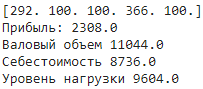 [292. 100. 100. 366. 100.]
Прибыль: 2308.0
Валовый объем 11044.0
Себестоимость 8736.0
Уровень нагрузки 9604.0